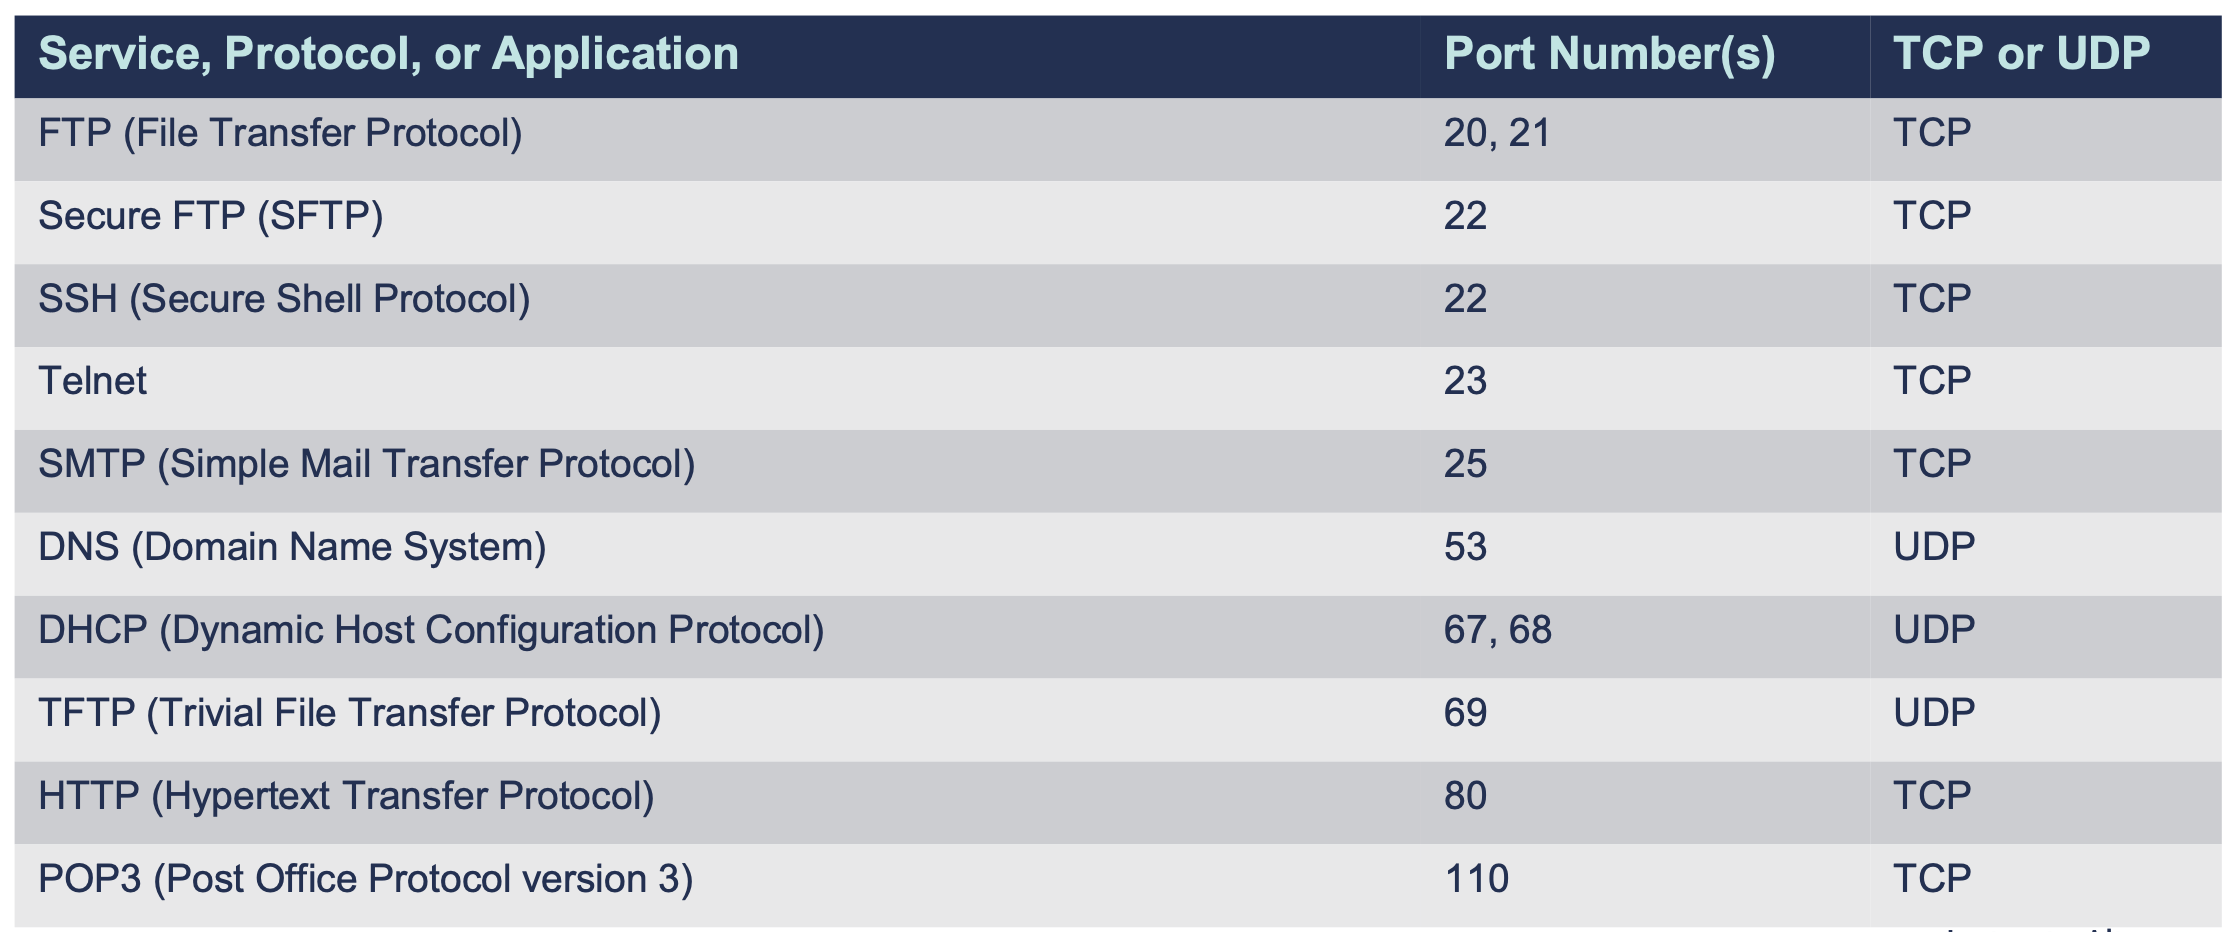 Service, Protocol, or Application Port Number(s) TCP or UDP
FTP (File Transfer Protocol) 20, 21 TCP
Secure FTP (SFTP) 22 TCP
SSH (Secure Shell Protocol) 22 TCP
Telnet 23 TCP
SMTP (Simple Mail Transfer Protocol) 25 TCP
DNS (Domain Name System) 53 UDP
DHCP (Dynamic Host Configuration Protocol) 67, 68 UDP
TFTP (Trivial File Transfer Protocol) 69 UDP
HTTP (Hypertext Transfer Protocol) 80 TCP
POP3 (Post Office Protocol version 3) 110 TCP